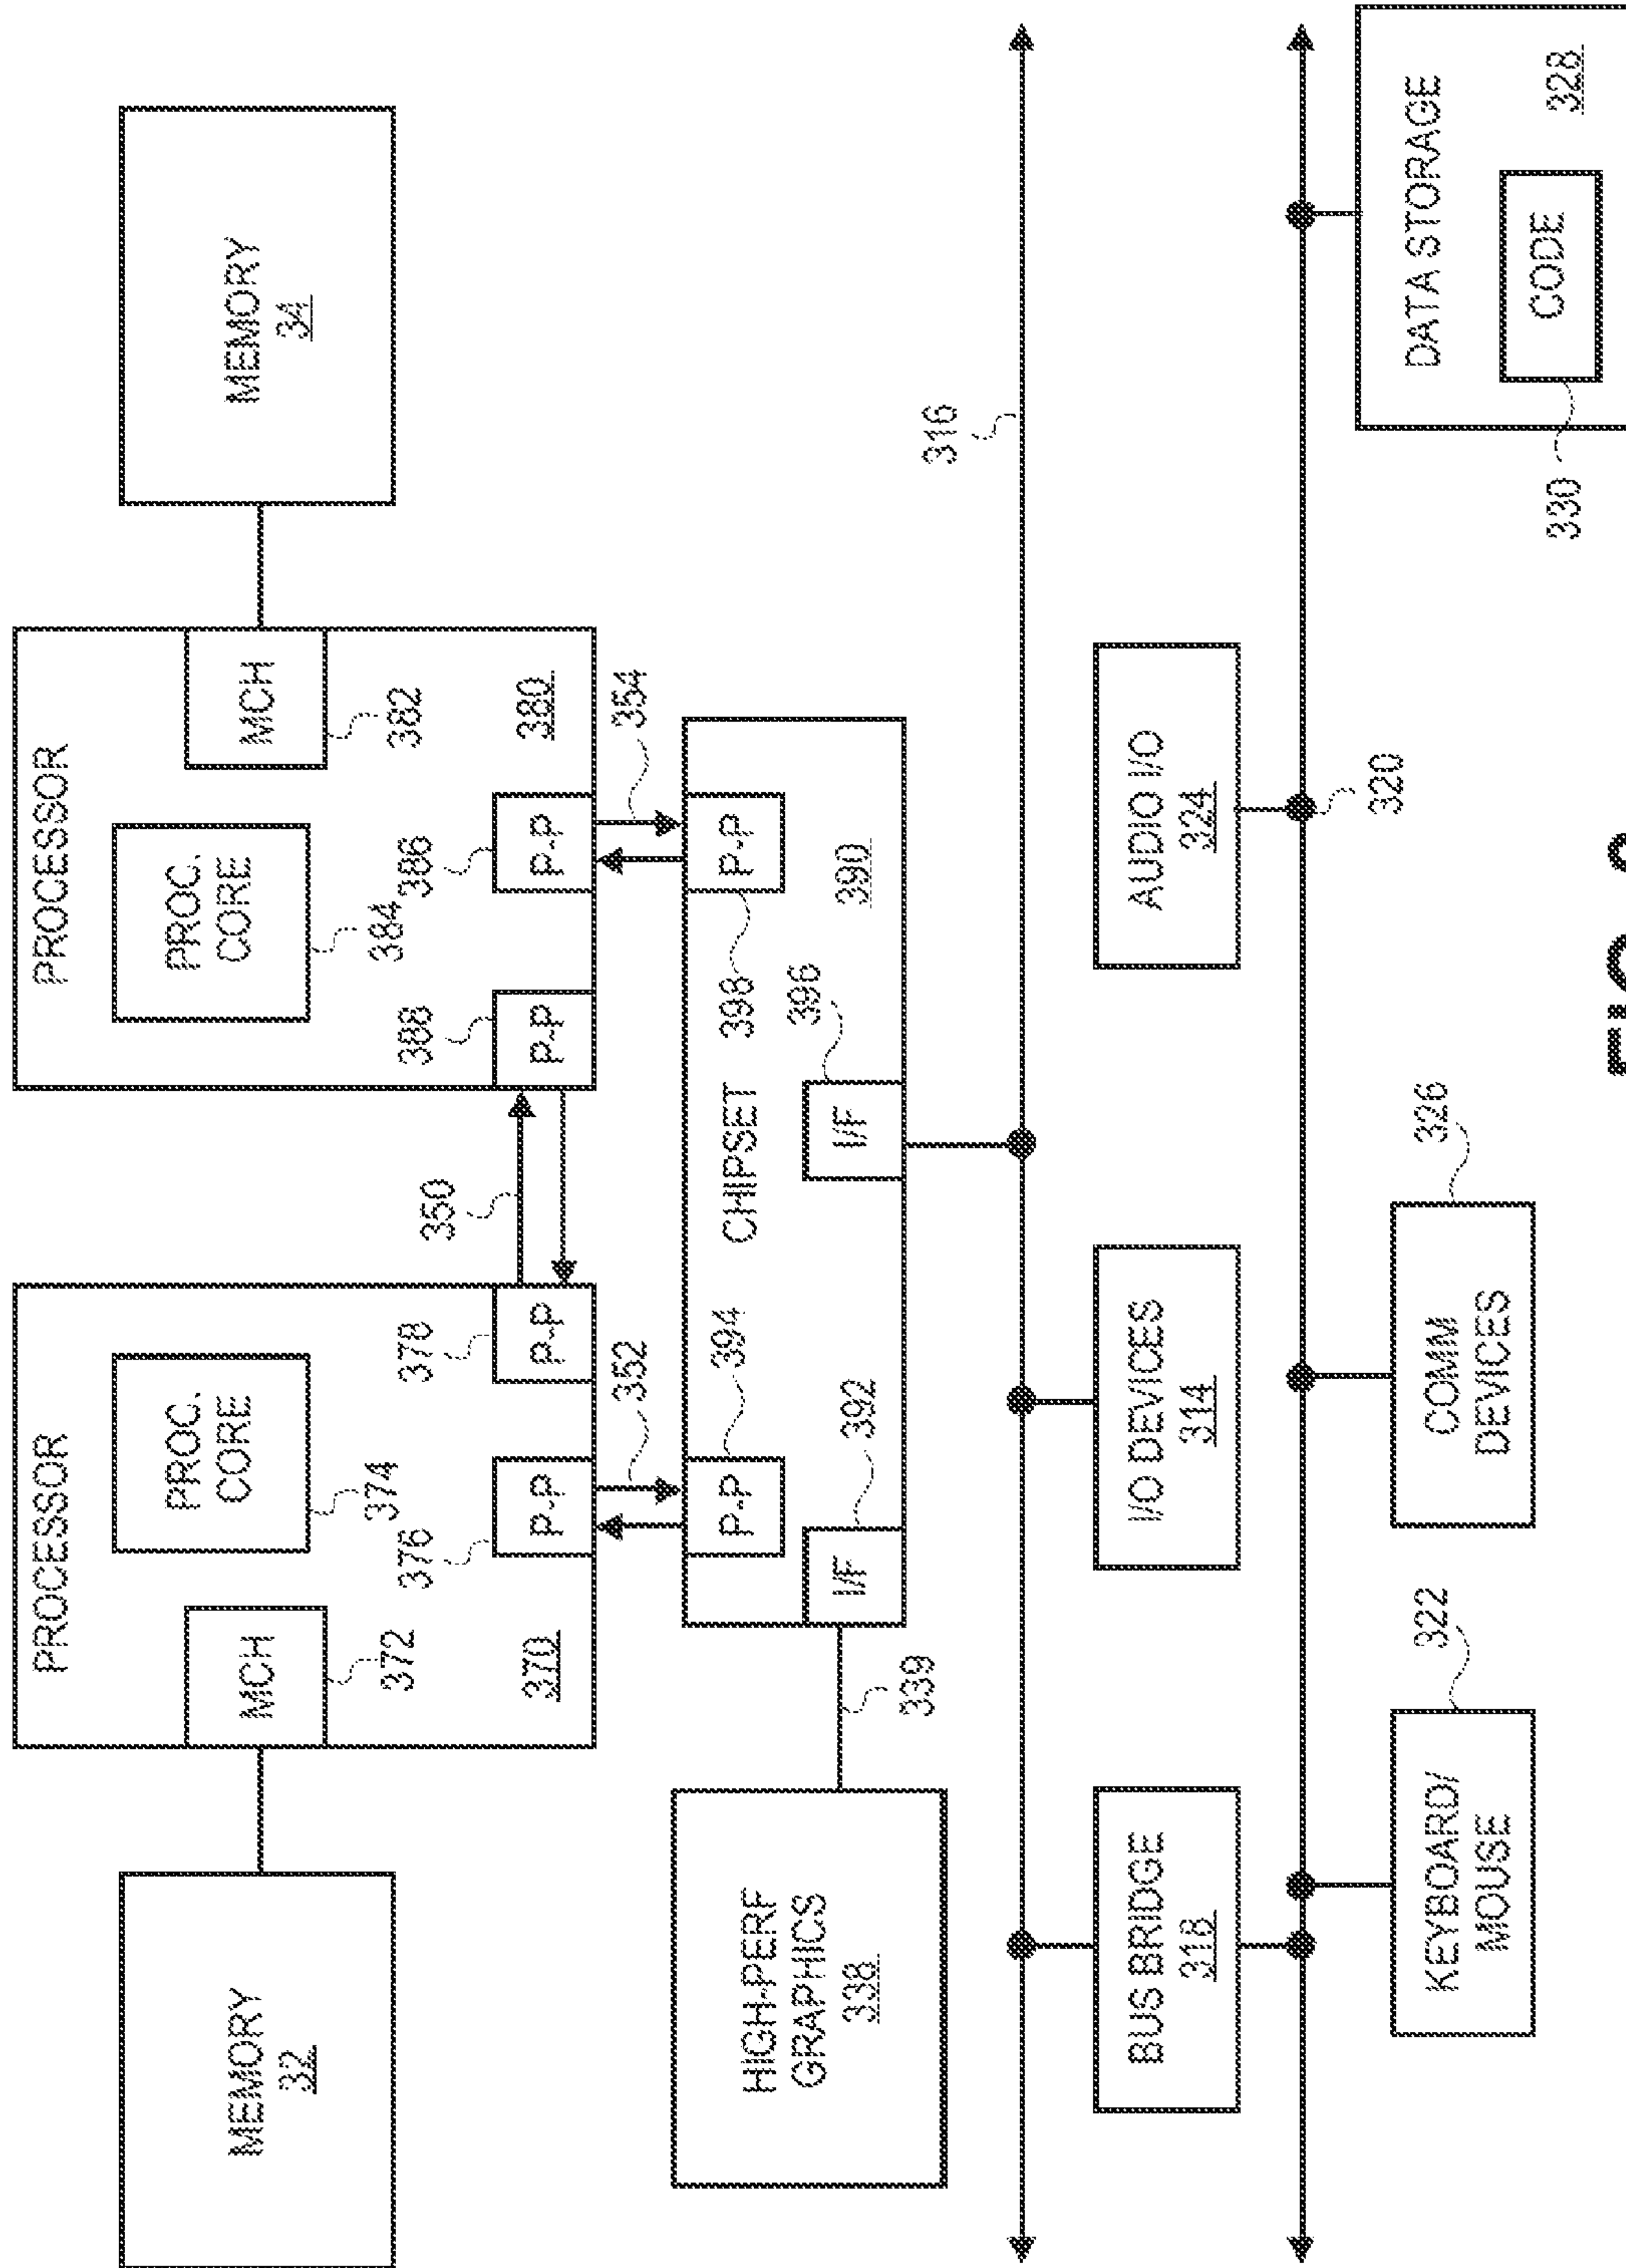 MEMORY
32
PROCESSOR
MCH
372
PROC.
CORE
374
376
P-P
378
P-P
370
350
PROCESSOR
PROC.
CORE
384
MCH
382
388
P-P
386
P-P
380
MEMORY
34
352
354
HIGH-PERF
GRAPHICS
338
339
P-P
394
CHIPSET
P-P
398
I/F
392
I/F
396
390
316
BUS BRIDGE
318
I/O DEVICES
314
AUDIO I/O
324
320
KEYBOARD/
MOUSE
322
COMM
DEVICES
326
DATA STORAGE
328
CODE
330